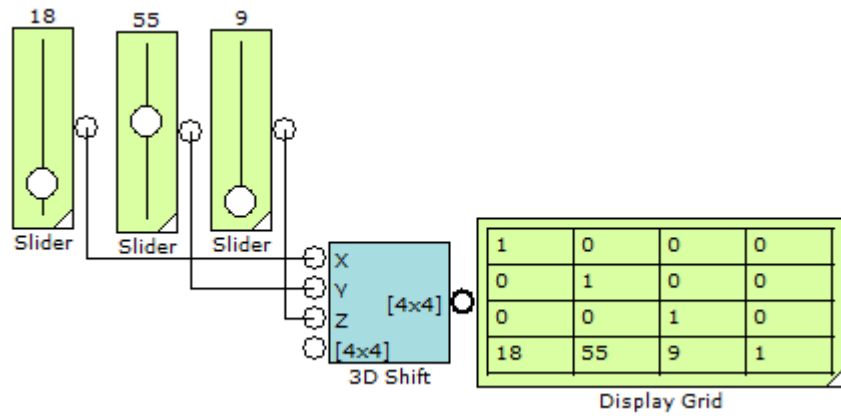 18 55 9
Slider Slider Slider
X
Y
Z
[4x4]
[4x4]
3D Shift
1 0 0 0
0 1 0 0
0 0 1 0
18 55 9 1
Display Grid